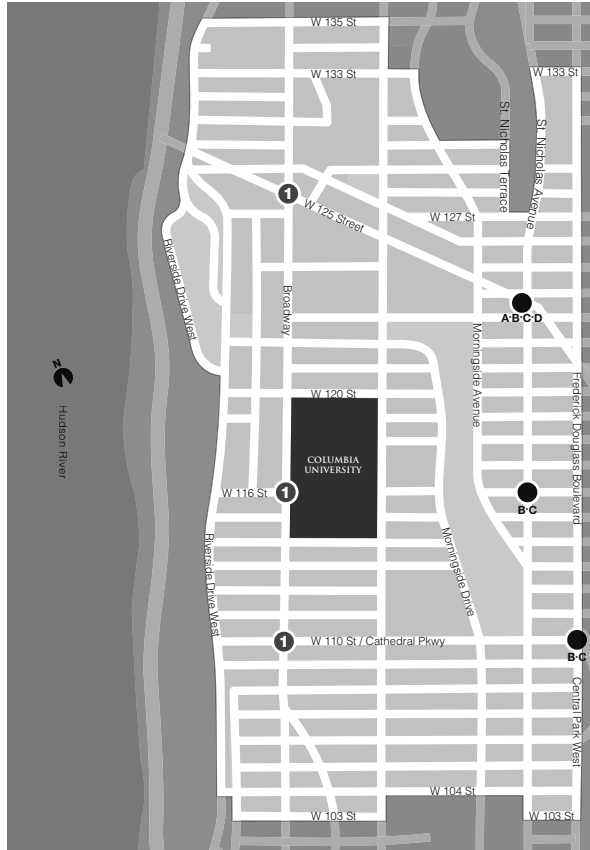 W 135 St
W 133 St
W 133 St
St. Nicholas Terrace
St. Nicholas Avenue
1
W 125 Street
W 127 St
Riverside Drive West
Broadway
A·B·C·D
Morningside Avenue
N
Hudson River
Frederick Douglass Boulevard
W 120 St
COLUMBIA
UNIVERSITY
W 116 St
1
B·C
Riverside Drive West
Morningside Drive
1
W 110 St / Cathedral Pkwy
B·C
Central Park West
W 104 St
W 103 St
W 103 St